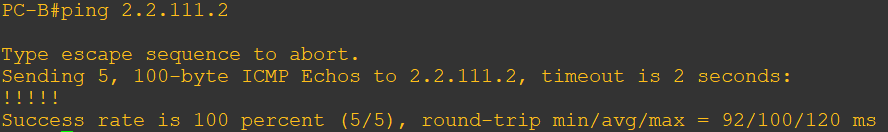 PC-B#ping 2.2.111.2
Type escape sequence to abort.
Sending 5, 100-byte ICMP Echos to 2.2.111.2, timeout is 2 seconds:
!!!!!
Success rate is 100 percent (5/5), round-trip min/avg/max = 92/100/120 ms